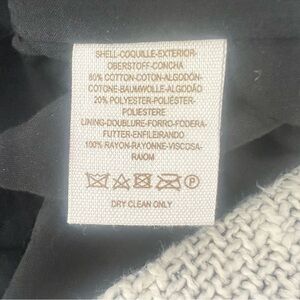 SHELL-COQUILLE-EXTERIOR-
OBERSTOFF-CONCHA
80% COTTON-COTON-ALGODÓN-
COTONE-BAUMWOLLE-ALGODÃO
20% POLYESTER-POLIÉSTER-
POLIESTERE
LINING-DOUBLURE-FORRO-FODERA-
FUTTER-ENFILEIRANDO
100% RAYON-RAYONNE-VISCOSA-
RAIOM
P
DRY CLEAN ONLY